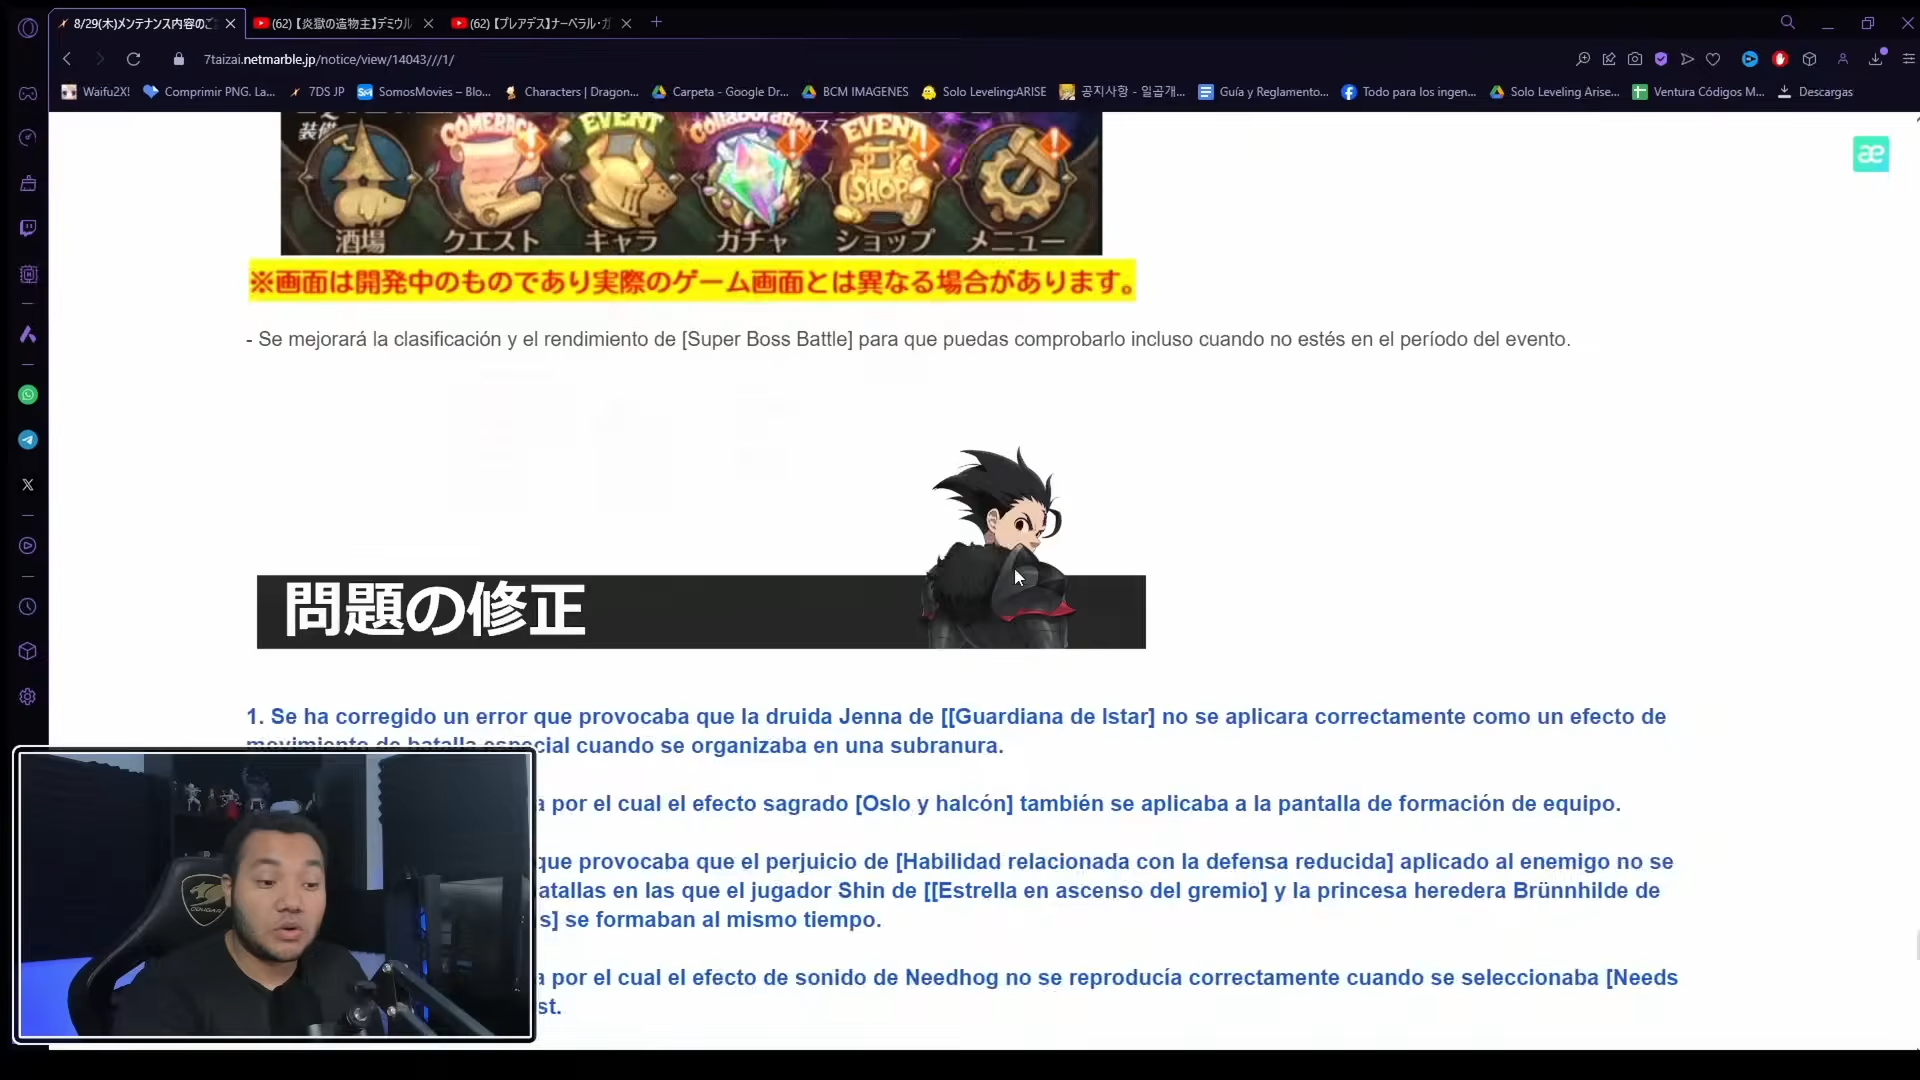 8/29(木)メンテナンス内容のご
(62) 【炎獄の造物主】デミウル
(62) 【プレアデス】ナーベラル・ガ
7taizai.netmarble.jp/notice/view/14043///1/
Waifu2X!
Comprimir PNG. La...
7DS JP
SomosMovies – Blo...
Characters | Dragon...
Carpeta - Google Dr...
BCM IMAGENES
Solo Leveling:ARISE
공지사항 - 일곱개...
Guía y Reglamento...
Todo para los ingen...
Solo Leveling Arise...
Ventura Códigos M...
Descargas
COMEBACK
EVENT
Collaboration
EVENT
SHOP
酒場
クエスト
キャラ
ガチャ
ショップ
メニュー
※画面は開発中のものであり実際のゲーム画面とは異なる場合があります。
- Se mejorará la clasificación y el rendimiento de [Super Boss Battle] para que puedas comprobarlo incluso cuando no estés en el período del evento.
問題の修正
1. Se ha corregido un error que provocaba que la druida Jenna de [[Guardiana de Istar] no se aplicara correctamente como un efecto de
movimiento de batalla especial cuando se organizaba en una subranura.
a por el cual el efecto sagrado [Oslo y halcón] también se aplicaba a la pantalla de formación de equipo.
que provocaba que el perjuicio de [Habilidad relacionada con la defensa reducida] aplicado al enemigo no se
atallas en las que el jugador Shin de [[Estrella en ascenso del gremio] y la princesa heredera Brünnhilde de
s] se formaban al mismo tiempo.
a por el cual el efecto de sonido de Needhog no se reproducía correctamente cuando se seleccionaba [Needs
st.
COUGAR